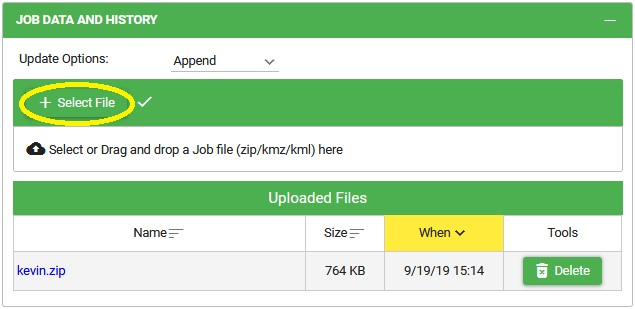 JOB DATA AND HISTORY
Update Options: Append
+ Select File
Select or Drag and drop a Job file (zip/kmz/kml) here
Uploaded Files
Name Size When Tools
kevin.zip 764 KB 9/19/19 15:14 Delete